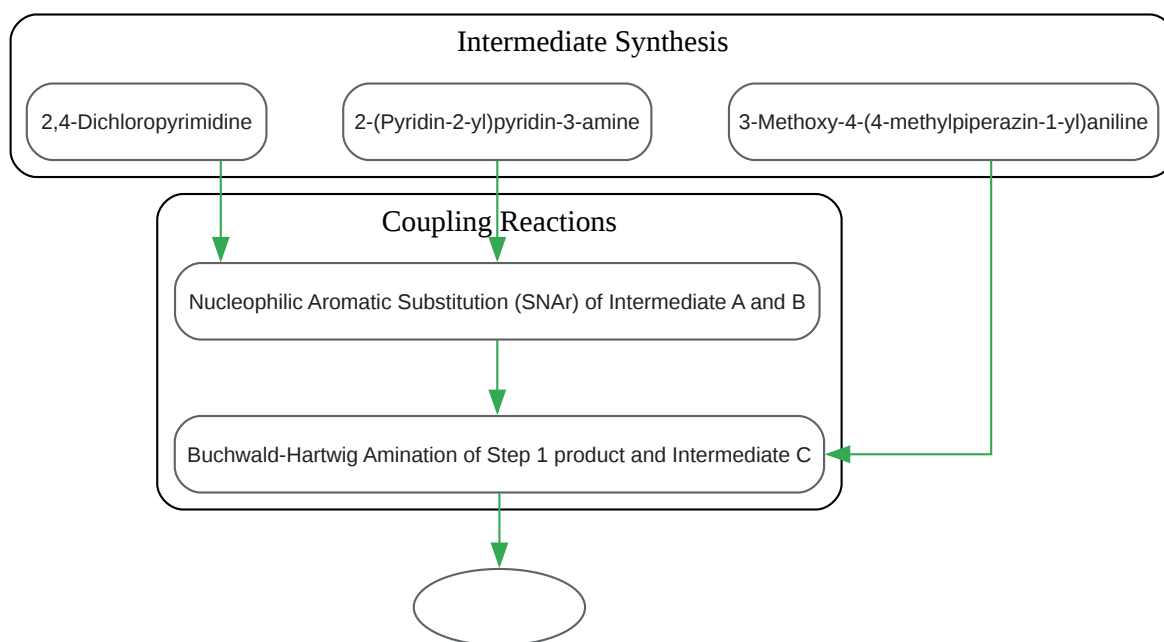 Intermediate Synthesis
2,4-Dichloropyrimidine
2-(Pyridin-2-yl)pyridin-3-amine
3-Methoxy-4-(4-methylpiperazin-1-yl)aniline
Coupling Reactions
Nucleophilic Aromatic Substitution (SNAr) of Intermediate A and B
Buchwald-Hartwig Amination of Step 1 product and Intermediate C